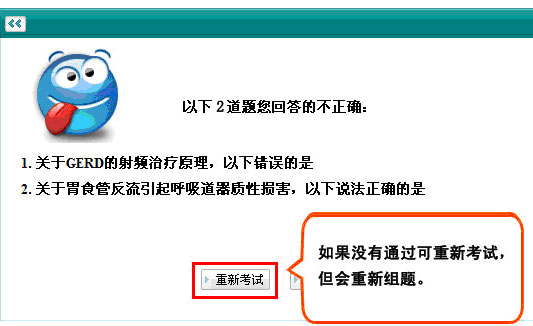 以下 2 道题您回答的不正确：
1. 关于GERD的射频治疗原理，以下错误的是
2. 关于胃食管反流引起呼吸道器质性损害，以下说法正确的是
如果没有通过可重新考试，
但会重新组题。
重新考试